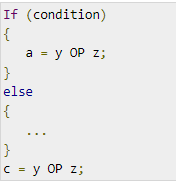 If (condition)
{
a = y OP z;
}
else
{
...
}
c = y OP z;